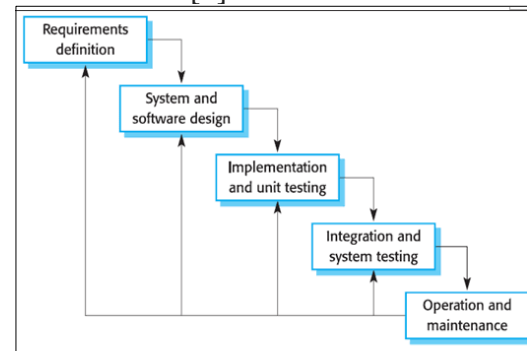 Requirements
definition
System and
software design
Implementation
and unit testing
Integration and
system testing
Operation and
maintenance